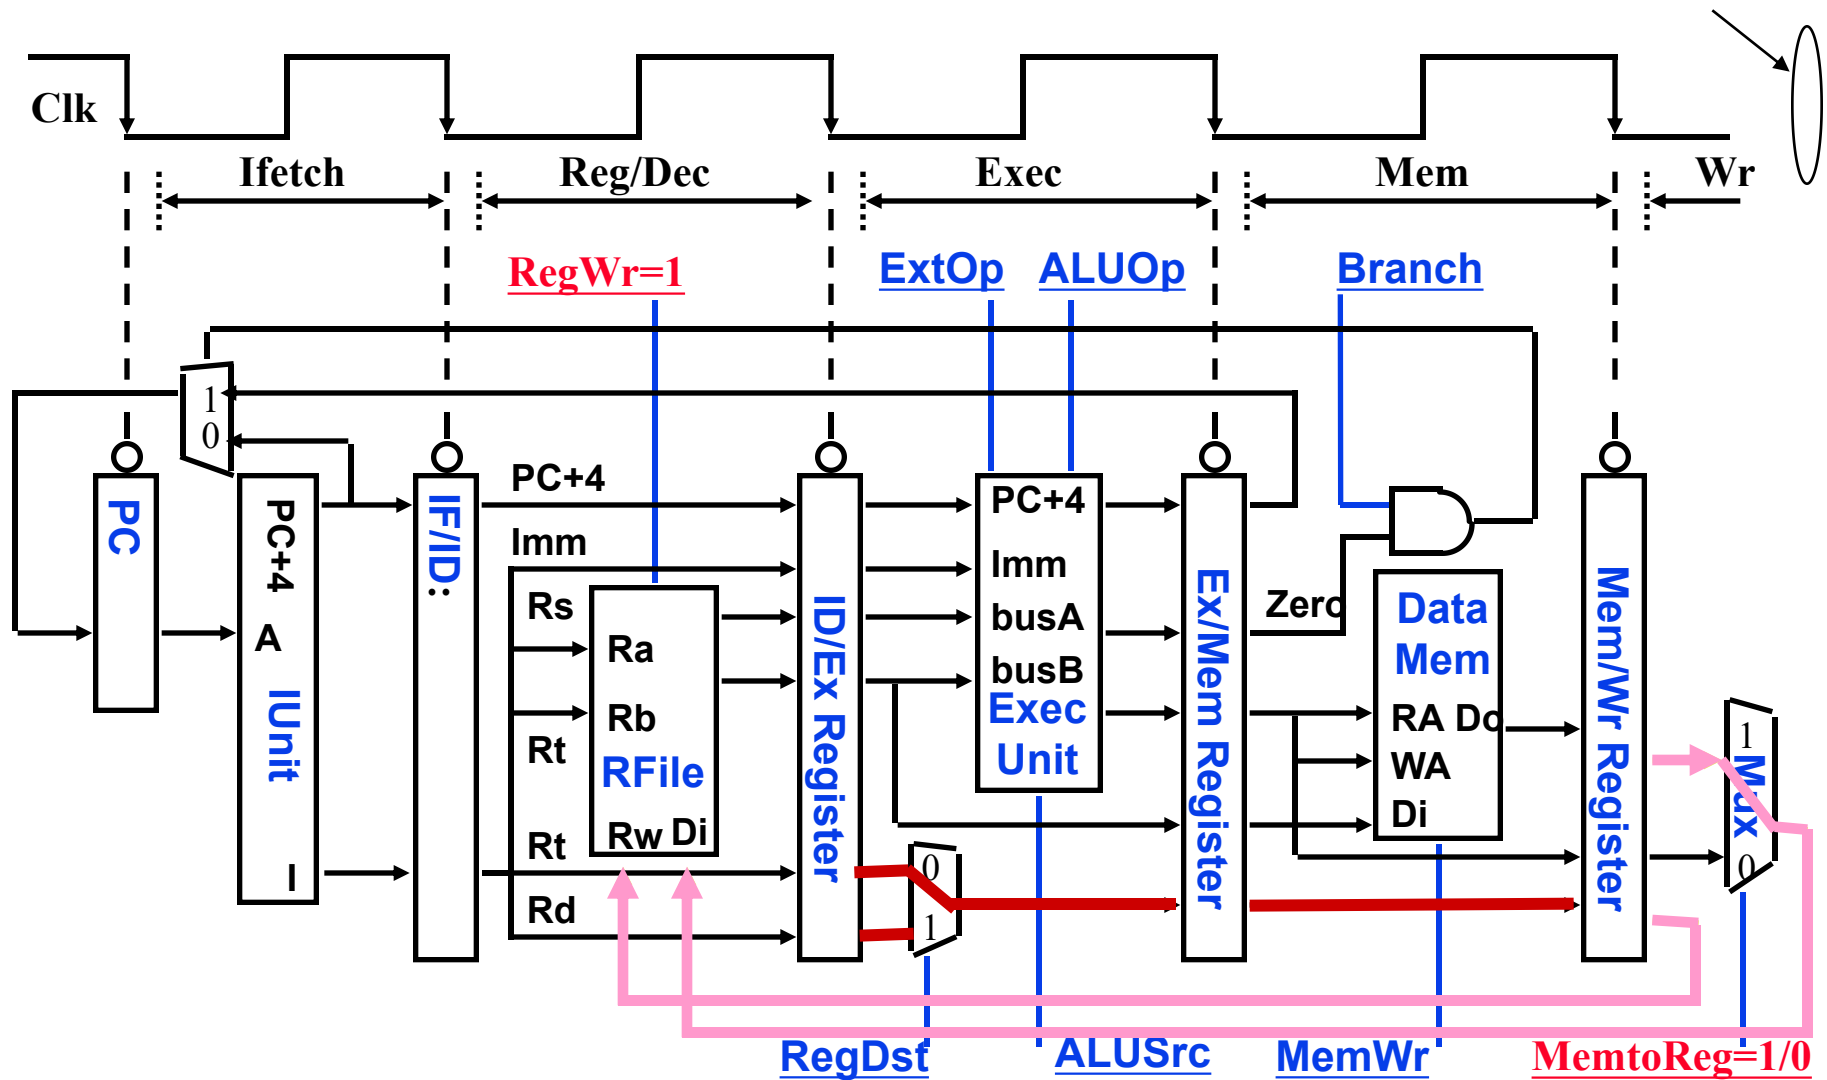 Clk
Ifetch
Reg/Dec
Exec
Mem
Wr
RegWr=1
ExtOp
ALUOp
Branch
1
0
PC
PC+4
A
IUnit
I
IF/ID:
PC+4
Imm
Rs
Rt
Rt
Rd
Ra
Rb
RFile
Rw Di
ID/Ex Register
0
1
PC+4
Imm
busA
busB
Exec
Unit
Ex/Mem Register
Zero
Data
Mem
RA Do
WA
Di
Mem/Wr Register
1
Mux
0
RegDst
ALUSrc
MemWr
MemtoReg=1/0